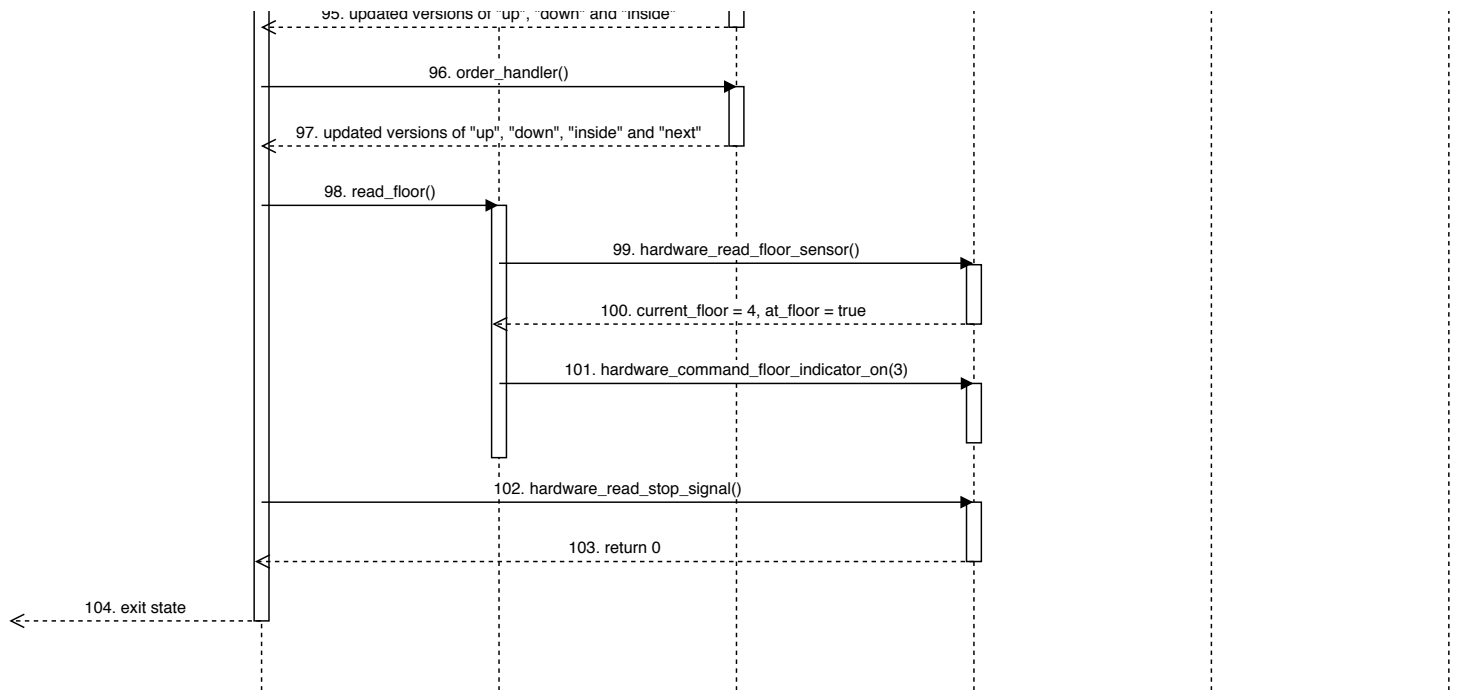 95. updated versions of "up", "down" and "inside"
96. order_handler()
97. updated versions of "up", "down", "inside" and "next"
98. read_floor()
99. hardware_read_floor_sensor()
100. current_floor = 4, at_floor = true
101. hardware_command_floor_indicator_on(3)
102. hardware_read_stop_signal()
103. return 0
104. exit state